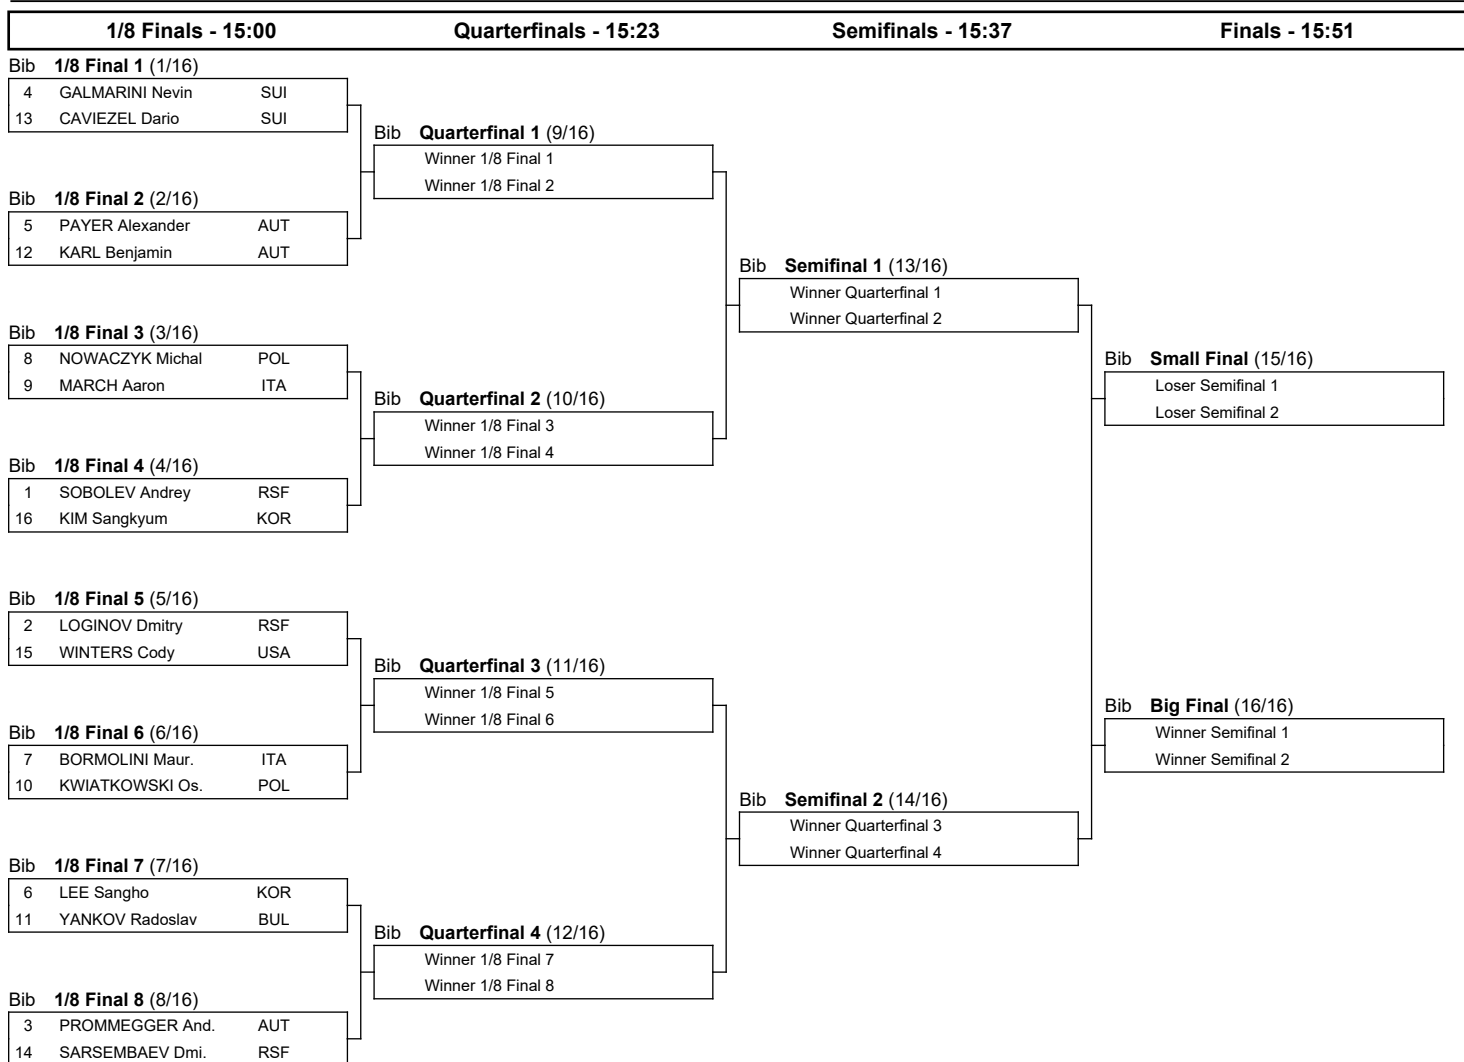 1/8 Finals - 15:00 Quarterfinals - 15:23 Semifinals - 15:37 Finals - 15:51
Bib 1/8 Final 1 (1/16)
4 GALMARINI Nevin SUI
13 CAVIEZEL Dario SUI
Bib Quarterfinal 1 (9/16)
Winner 1/8 Final 1
Winner 1/8 Final 2
Bib 1/8 Final 2 (2/16)
5 PAYER Alexander AUT
12 KARL Benjamin AUT
Bib Semifinal 1 (13/16)
Winner Quarterfinal 1
Winner Quarterfinal 2
Bib 1/8 Final 3 (3/16)
8 NOWACZYK Michal POL
9 MARCH Aaron ITA
Bib Small Final (15/16)
Loser Semifinal 1
Loser Semifinal 2
Bib Quarterfinal 2 (10/16)
Winner 1/8 Final 3
Winner 1/8 Final 4
Bib 1/8 Final 4 (4/16)
1 SOBOLEV Andrey RSF
16 KIM Sangkyum KOR
Bib 1/8 Final 5 (5/16)
2 LOGINOV Dmitry RSF
15 WINTERS Cody USA
Bib Quarterfinal 3 (11/16)
Winner 1/8 Final 5
Winner 1/8 Final 6
Bib Big Final (16/16)
Winner Semifinal 1
Winner Semifinal 2
Bib 1/8 Final 6 (6/16)
7 BORMOLINI Maur. ITA
10 KWIATKOWSKI Os. POL
Bib Semifinal 2 (14/16)
Winner Quarterfinal 3
Winner Quarterfinal 4
Bib 1/8 Final 7 (7/16)
6 LEE Sangho KOR
11 YANKOV Radoslav BUL
Bib Quarterfinal 4 (12/16)
Winner 1/8 Final 7
Winner 1/8 Final 8
Bib 1/8 Final 8 (8/16)
3 PROMMEGGER And. AUT
14 SARSEMBAEV Dmi. RSF